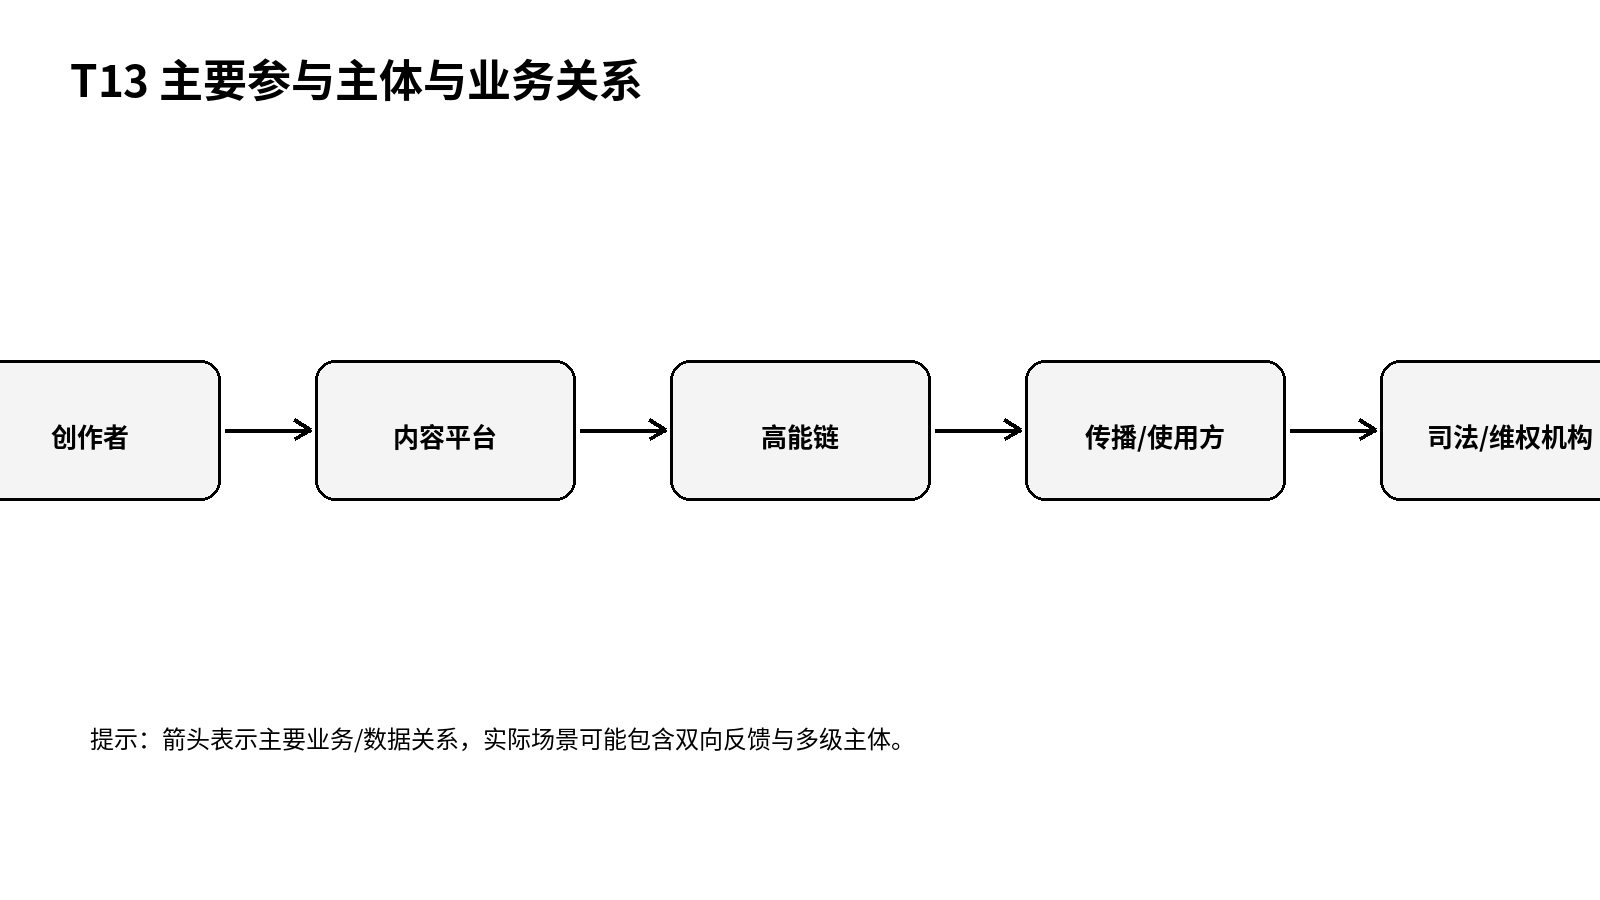 T13 主要参与主体与业务关系
创作者
内容平台
高能链
传播/使用方
司法/维权机构
提示：箭头表示主要业务/数据关系，实际场景可能包含双向反馈与多级主体。